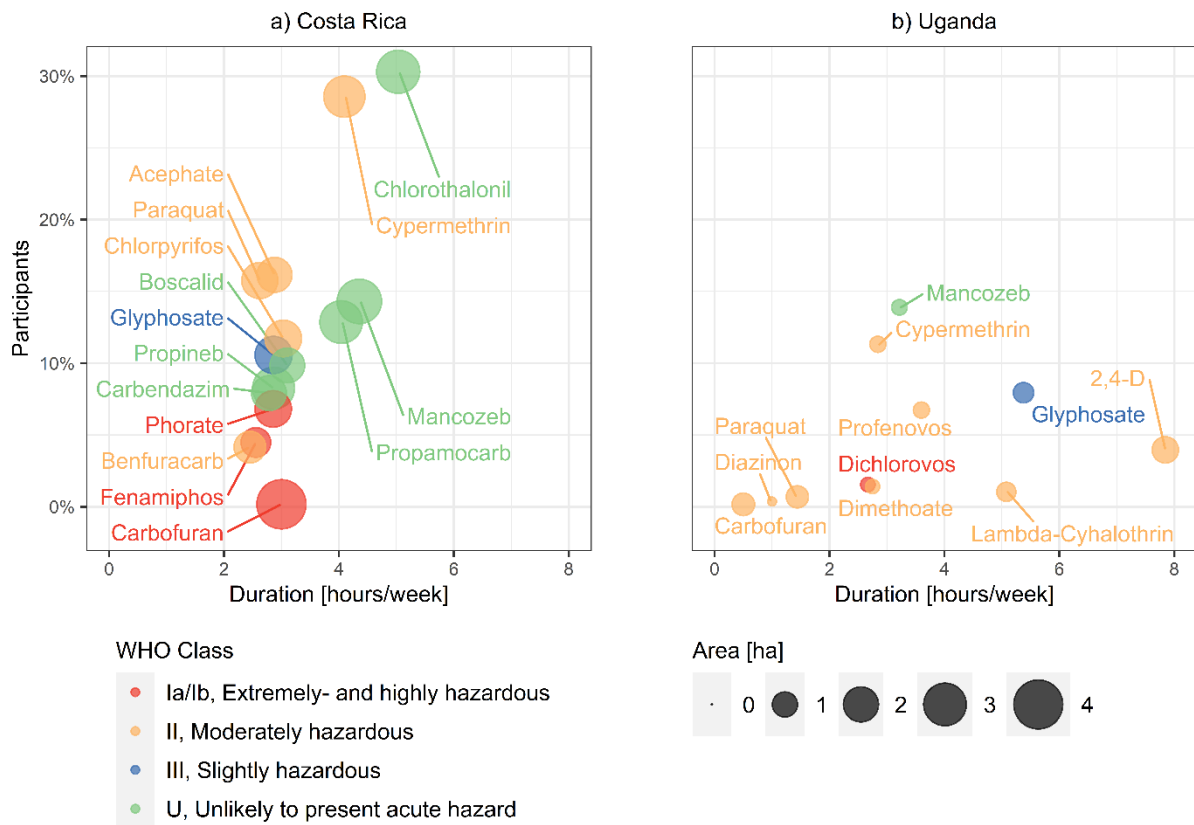 a) Costa Rica
b) Uganda
Participants
30%
20%
10%
0%
Acephate
Paraquat
Chlorpyrifos
Boscalid
Glyphosate
Propineb
Carbendazim
Phorate
Benfuracarb
Fenamiphos
Carbofuran
Chlorothalonil
Cypermethrin
Mancozeb
Propamocarb
0 2 4 6 8
Duration [hours/week]
Mancozeb
Cypermethrin
2,4-D
Glyphosate
Paraquat
Profenovos
Diazinon
Dichlorovos
Carbofuran
Dimethoate
Lambda-Cyhalothrin
0 2 4 6 8
Duration [hours/week]
WHO Class
Ia/Ib, Extremely- and highly hazardous
II, Moderately hazardous
III, Slightly hazardous
U, Unlikely to present acute hazard
Area [ha]
0 1 2 3 4